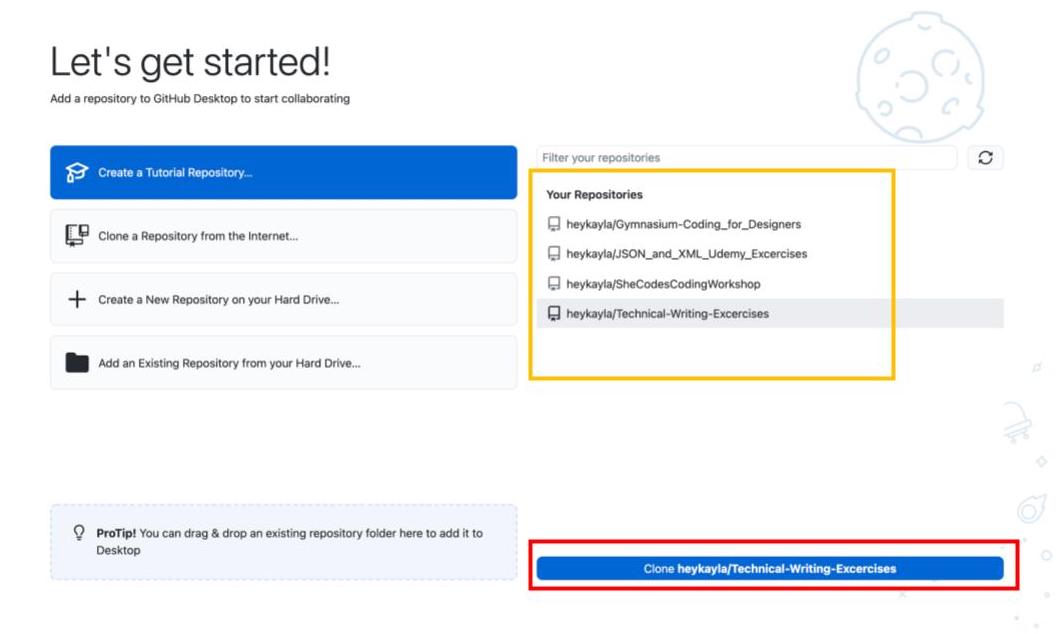 Let's get started!
Add a repository to GitHub Desktop to start collaborating
Create a Tutorial Repository...
Clone a Repository from the Internet...
Create a New Repository on your Hard Drive...
Add an Existing Repository from your Hard Drive...
ProTip! You can drag & drop an existing repository folder here to add it to
Desktop
Filter your repositories
Your Repositories
heykayla/Gymnasium-Coding_for_Designers
heykayla/JSON_and_XML_Udemy_Excercises
heykayla/SheCodesCodingWorkshop
heykayla/Technical-Writing-Excercises
Clone heykayla/Technical-Writing-Excercises